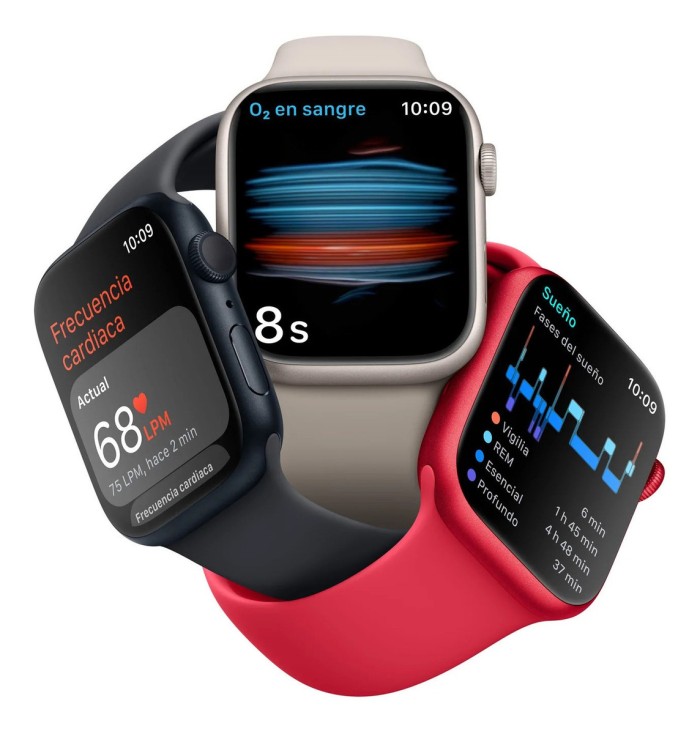 O₂ en sangre 10:09
8s
10:09
Frecuencia
cardiaca
Actual
68 LPM
75 LPM, hace 2 min
Frecuencia cardiaca
Sueño
Fases del sueño
10:09
Vigilia 6 min
REM 1 h 45 min
Esencial 4 h 48 min
Profundo 37 min